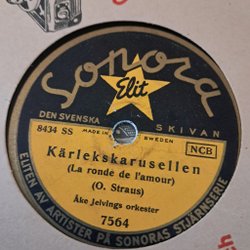 Sonora
Elit
DEN SVENSKA SKIVAN
8434 SS MADE IN SWEDEN NCB
Kärlekskarusellen
(La ronde de l'amour)
(O. Straus)
Åke Jelvings orkester
7564
ELITEN AV ARTISTER PÅ SONORAS STJÄRNSERIE